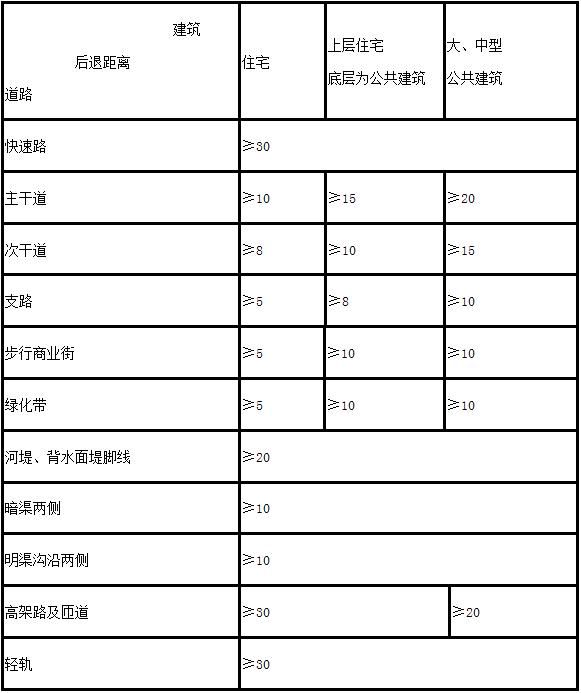 建筑
后退距离
道路
住宅
上层住宅
底层为公共建筑
大、中型
公共建筑
快速路
≥30
主干道
≥10
≥15
≥20
次干道
≥8
≥10
≥15
支路
≥5
≥8
≥10
步行商业街
≥5
≥10
≥10
绿化带
≥5
≥10
≥10
河堤、背水面堤脚线
≥20
暗渠两侧
≥10
明渠沟沿两侧
≥10
高架路及匝道
≥30
≥20
轻轨
≥30